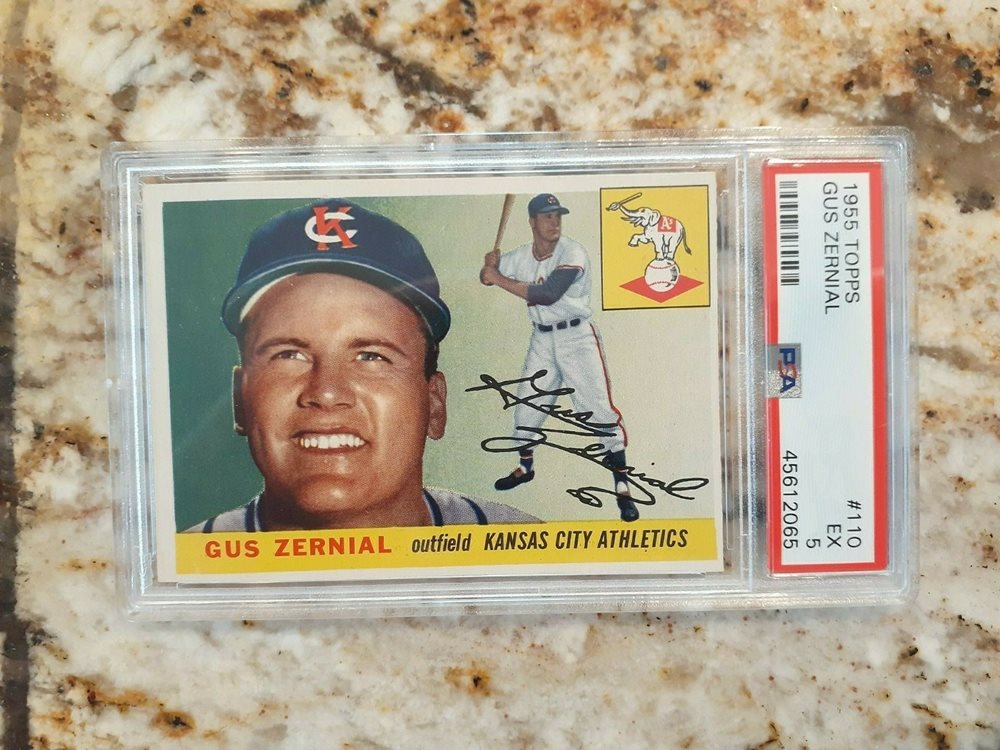 KC
A's
Gus Zernial
GUS ZERNIAL outfield KANSAS CITY ATHLETICS
1955 TOPPS #110
GUS ZERNIAL EX 5
PSA 45612065